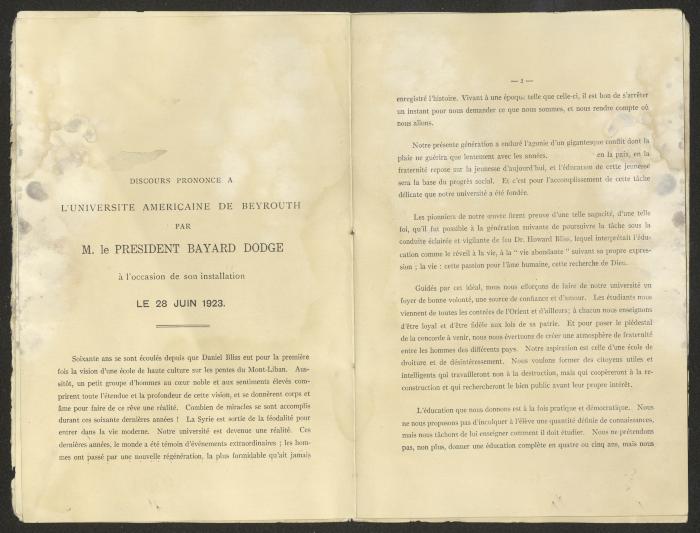 DISCOURS PRONONCE A
L'UNIVERSITE AMERICAINE DE BEYROUTH
PAR
M. le PRESIDENT BAYARD DODGE
à l'occasion de son installation
LE 28 JUIN 1923.
Soixante ans se sont écoulés depuis que Daniel Bliss eut pour la première
fois la vision d'une école de haute culture sur les pentes du Mont-Liban. Aus-
sitôt, un petit groupe d'hommes au cœur noble et aux sentiments élevés com-
prirent toute l'étendue et la profondeur de cette vision, et se donnèrent corps et
âme pour faire de ce rêve une réalité. Combien de miracles se sont accomplis
durant ces soixante dernières années ! La Syrie est sortie de la féodalité pour
entrer dans la vie moderne. Notre université est devenue une réalité. Ces
dernières années, le monde a été témoin d'événements extraordinaires ; les hom-
mes ont passé par une nouvelle régénération, la plus formidable qu'ait jamais
— 2 —
enregistré l'histoire. Vivant à une époque telle que celle-ci, il est bon de s'arrêter
un instant pour nous demander ce que nous sommes, et nous rendre compte où
nous allons.
Notre présente génération a enduré l'agonie d'un gigantesque conflit dont la
plaie ne guérira que lentement avec les années. en la paix, en la
fraternité repose sur la jeunesse d'aujourd'hui, et l'éducation de cette jeunesse
sera la base du progrès social. Et c'est pour l'accomplissement de cette tâche
délicate que notre université a été fondée.
Les pionniers de notre œuvre firent preuve d'une telle sagacité, d'une telle
foi, qu'il fut possible à la génération suivante de poursuivre la tâche sous la
conduite éclairée et vigilante de feu Dr. Howard Bliss, lequel interprétait l'édu-
cation comme le réveil à la vie, à la " vie abondante " suivant sa propre expres-
sion ; la vie : cette passion pour l'âme humaine, cette recherche de Dieu.
Guidés par cet idéal, nous nous efforçons de faire de notre université un
foyer de bonne volonté, une source de confiance et d'amour. Les étudiants nous
viennent de toutes les contrées de l'Orient et d'ailleurs; à chacun nous enseignons
d'être loyal et d'être fidèle aux lois de sa patrie. Et pour poser le piédestal
de la concorde à venir, nous nous évertuons de créer une atmosphère de fraternité
entre les hommes des différents pays. Notre aspiration est celle d'une école de
droiture et de désintéressement. Nous voulons former des citoyens utiles et
intelligents qui travailleront non à la destruction, mais qui coopèreront à la re-
construction et qui rechercheront le bien public avant leur propre intérêt.
L'éducation que nous donnons est à la fois pratique et démocratique. Nous
ne nous proposons pas d'inculquer à l'élève une quantité définie de connaissances,
mais nous tâchons de lui enseigner comment il doit étudier. Nous ne prétendons
pas, non plus, donner une éducation complète en quatre ou cinq ans, mais nous